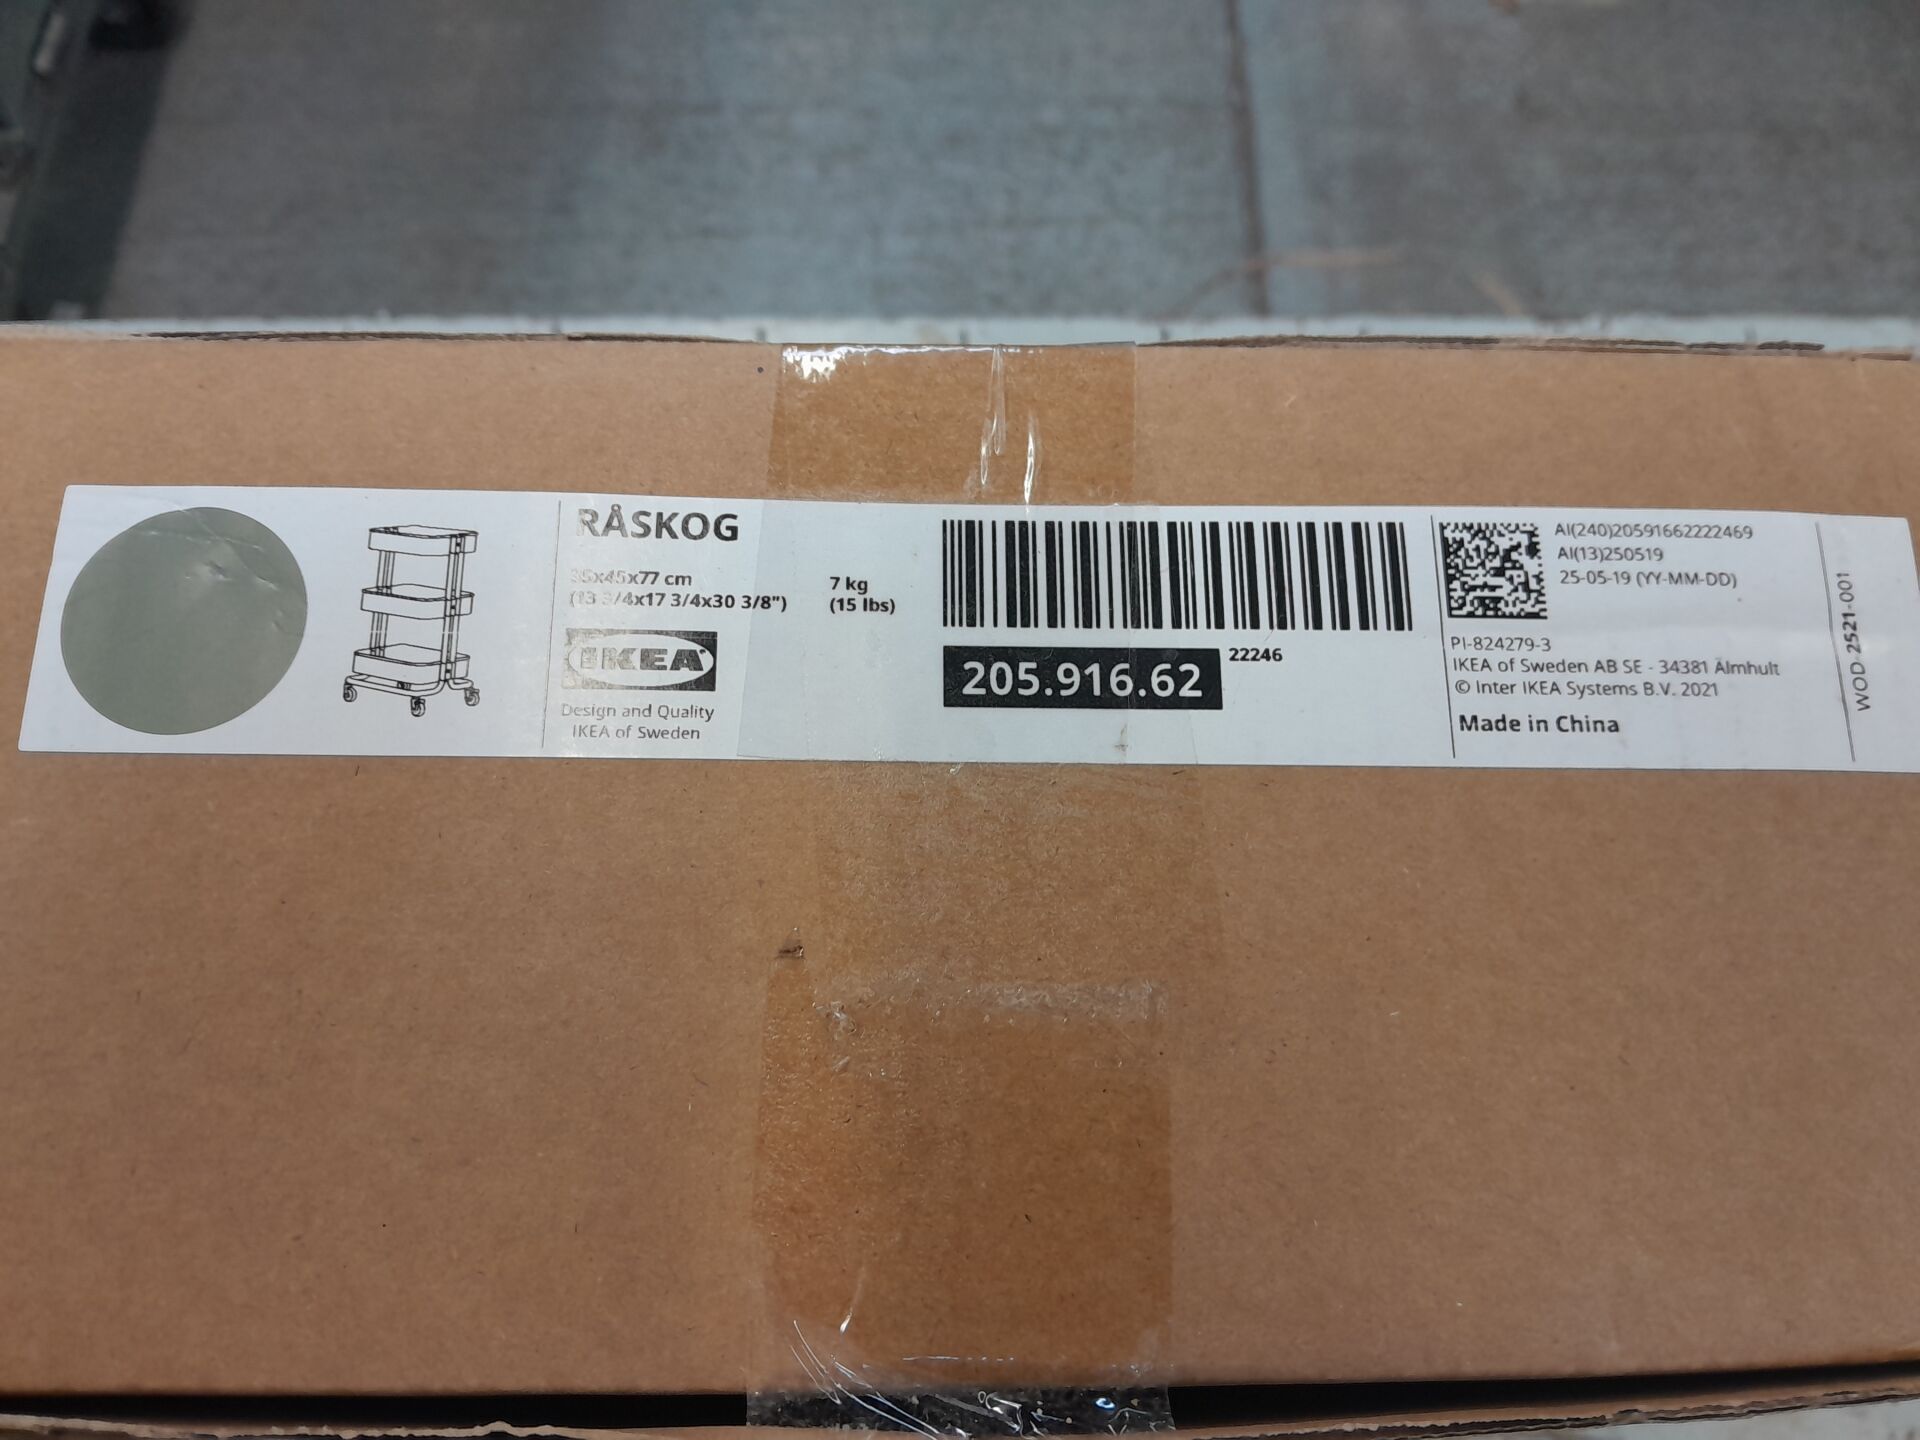 RÅSKOG
35x45x77 cm
(13 3/4x17 3/4x30 3/8")
7 kg
(15 lbs)
IKEA
Design and Quality
IKEA of Sweden
205.916.62
22246
AI(240)20591662222469
AI(13)250519
25-05-19 (YY-MM-DD)
PI-824279-3
IKEA of Sweden AB SE - 34381 Älmhult
© Inter IKEA Systems B.V. 2021
Made in China
WOD 2521-001